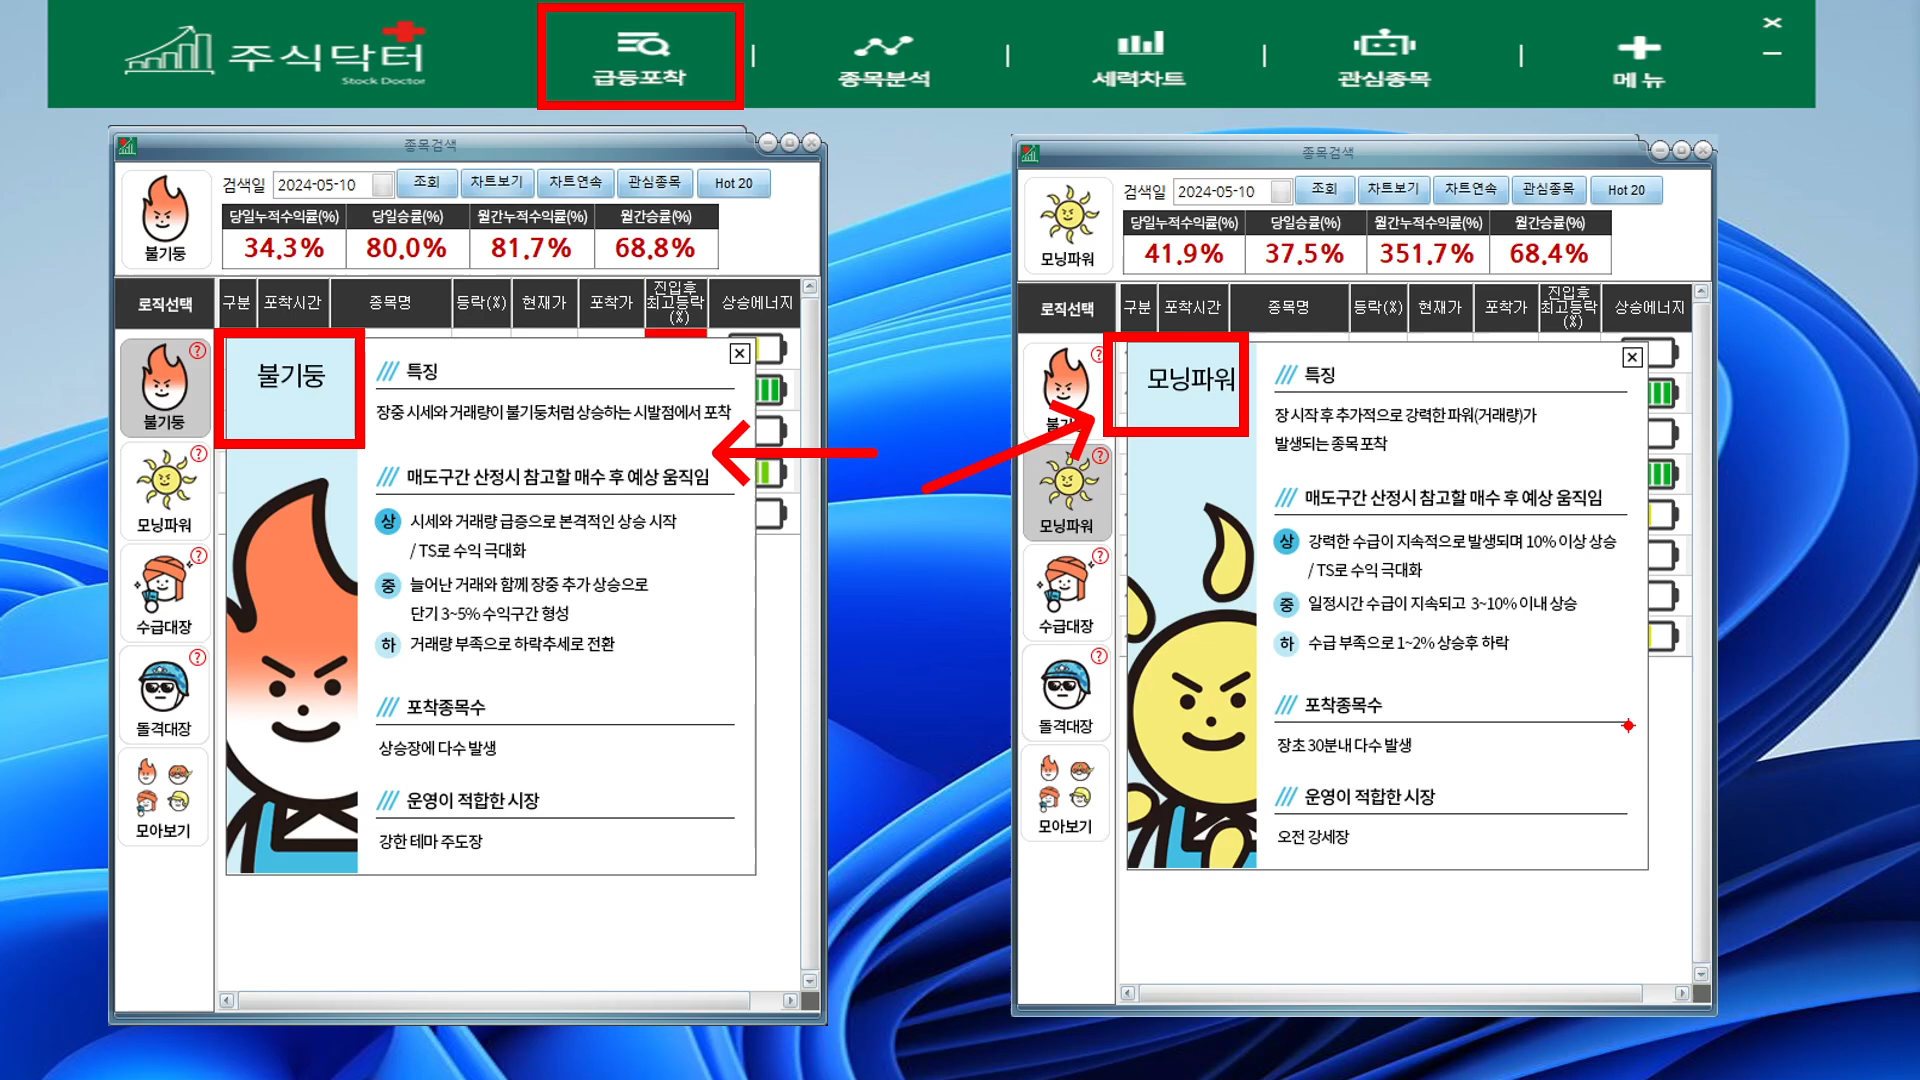 주식닥터
Stock Doctor
급등포착
종목분석
세력차트
관심종목
메뉴
종목검색
불기둥
검색일 2024-05-10 조회 차트보기 차트연속 관심종목 Hot 20
당일누적수익률(%) 당일승률(%) 월간누적수익률(%) 월간승률(%)
34.3% 80.0% 81.7% 68.8%
로직선택 구분 포착시간 종목명 등락(%) 현재가 포착가 진입후 최고등락 (%) 상승에너지
불기둥
모닝파워
수급대장
돌격대장
모아보기
불기둥
/// 특징
장중 시세와 거래량이 불기둥처럼 상승하는 시발점에서 포착
/// 매도구간 산정시 참고할 매수 후 예상 움직임
상 시세와 거래량 급증으로 본격적인 상승 시작
/ TS로 수익 극대화
중 늘어난 거래와 함께 장중 추가 상승으로
단기 3~5% 수익구간 형성
하 거래량 부족으로 하락추세로 전환
/// 포착종목수
상승장에 다수 발생
/// 운영이 적합한 시장
강한 테마 주도장
종목검색
모닝파워
검색일 2024-05-10 조회 차트보기 차트연속 관심종목 Hot 20
당일누적수익률(%) 당일승률(%) 월간누적수익률(%) 월간승률(%)
41.9% 37.5% 351.7% 68.4%
로직선택 구분 포착시간 종목명 등락(%) 현재가 포착가 진입후 최고등락 (%) 상승에너지
모닝파워
수급대장
돌격대장
모아보기
모닝파워
/// 특징
장 시작 후 추가적으로 강력한 파워(거래량)가
발생되는 종목 포착
/// 매도구간 산정시 참고할 매수 후 예상 움직임
상 강력한 수급이 지속적으로 발생되며 10% 이상 상승
/ TS로 수익 극대화
중 일정시간 수급이 지속되고 3~10% 이내 상승
하 수급 부족으로 1~2% 상승후 하락
/// 포착종목수
장초 30분내 다수 발생
/// 운영이 적합한 시장
오전 강세장